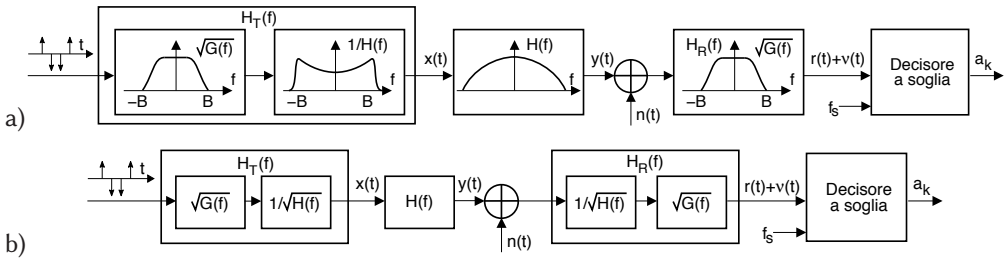 H_T(f)
t
√G(f)
f
−B
B
1/H(f)
f
−B
B
x(t)
H(f)
f
y(t)
n(t)
H_R(f)
√G(f)
f
−B
B
r(t)+ν(t)
f_s
Decisore
a soglia
a_k
a)
t
H_T(f)
√G(f)
1/√H(f)
x(t)
H(f)
y(t)
n(t)
H_R(f)
1/√H(f)
√G(f)
r(t)+ν(t)
f_s
Decisore
a soglia
a_k
b)